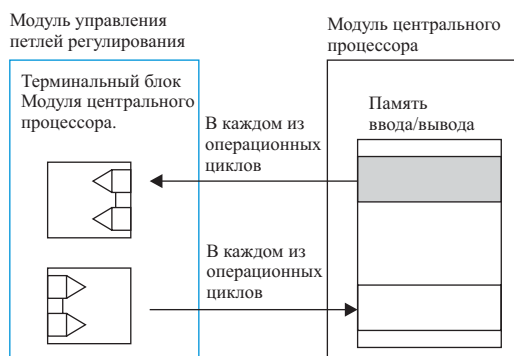 Модуль управления
петлей регулирования
Модуль центрального
процессора
Терминальный блок
Модуля центрального
процессора.
Память
ввода/вывода
В каждом из
операционных
циклов
В каждом из
операционных
циклов